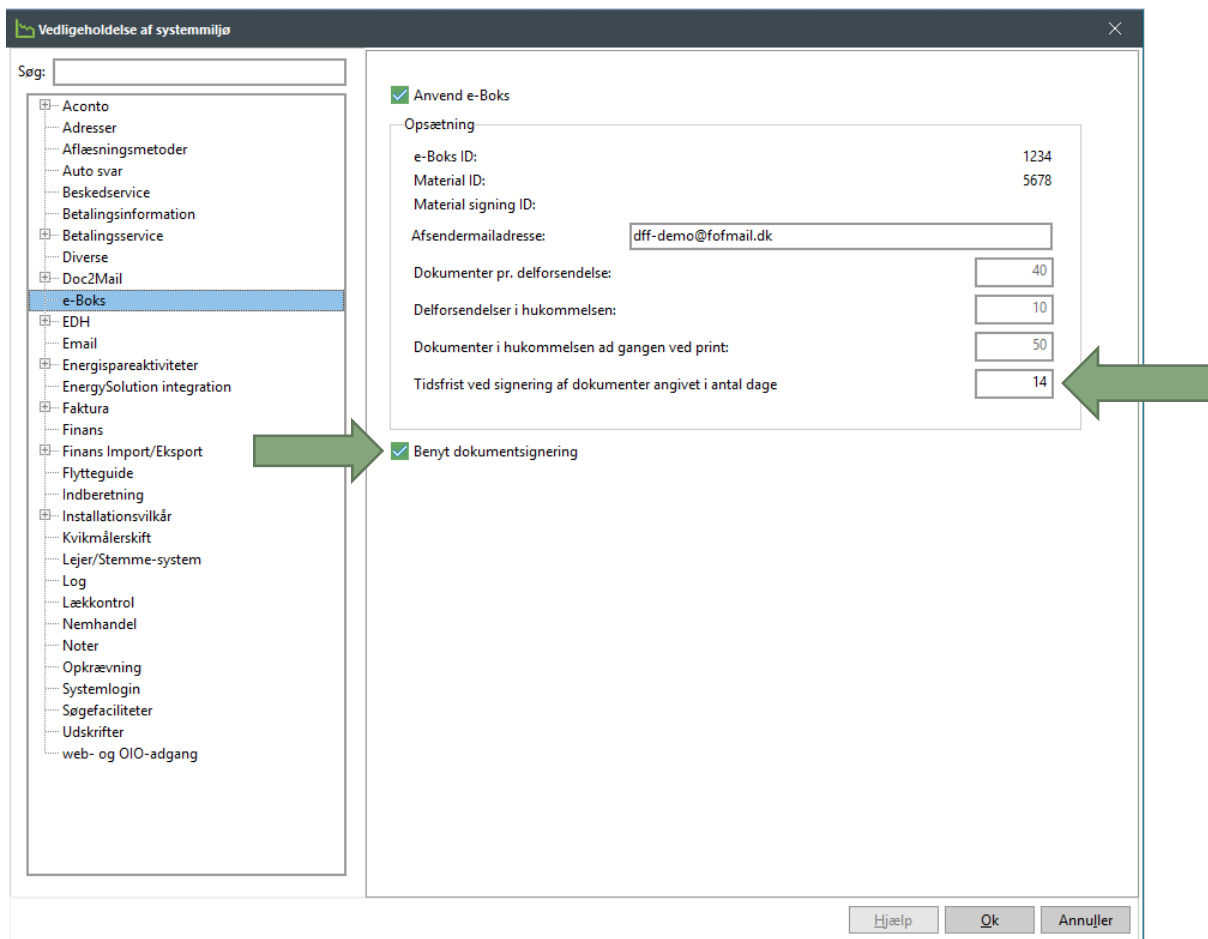 Vedligeholdelse af systemmiljø
Søg:
Aconto
Adresser
Aflæsningsmetoder
Auto svar
Beskedservice
Betalingsinformation
Betalingsservice
Diverse
Doc2Mail
e-Boks
EDH
Email
Energispareaktiviteter
EnergySolution integration
Faktura
Finans
Finans Import/Eksport
Flytteguide
Indberetning
Installationsvilkår
Kvikmålerskift
Lejer/Stemme-system
Log
Lækkontrol
Nemhandel
Noter
Opkrævning
Systemlogin
Søgefaciliteter
Udskrifter
web- og OIO-adgang
Anvend e-Boks
Opsætning
e-Boks ID: 1234
Material ID: 5678
Material signing ID:
Afsendermailadresse: dff-demo@fofmail.dk
Dokumenter pr. delforsendelse: 40
Delforsendelser i hukommelsen: 10
Dokumenter i hukommelsen ad gangen ved print: 50
Tidsfrist ved signering af dokumenter angivet i antal dage 14
Benyt dokumentsignering
Hjælp Ok Annuller